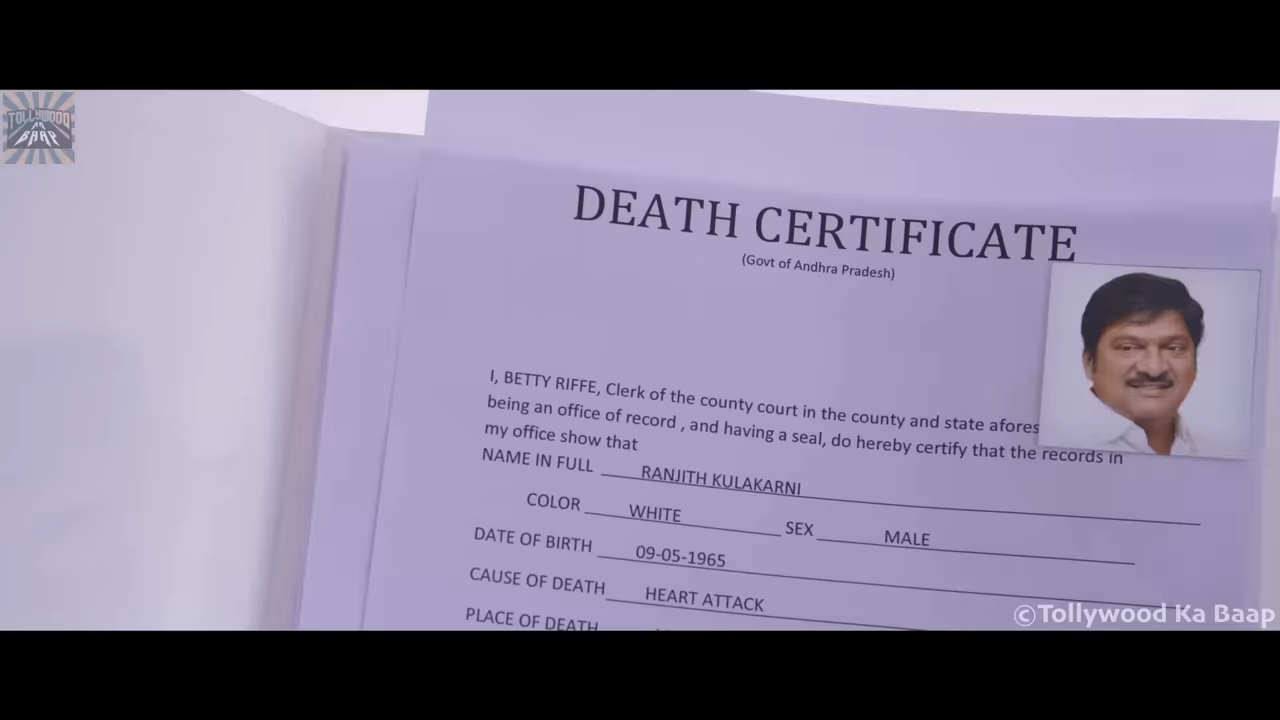 TOLLYWOOD
KA
BAAP
DEATH CERTIFICATE
(Govt of Andhra Pradesh)
I, BETTY RIFFE, Clerk of the county court in the county and state afores
being an office of record , and having a seal, do hereby certify that the records in
my office show that
NAME IN FULL RANJITH KULAKARNI
COLOR WHITE SEX MALE
DATE OF BIRTH 09-05-1965
CAUSE OF DEATH HEART ATTACK
PLACE OF DEATH
©Tollywood Ka Baap